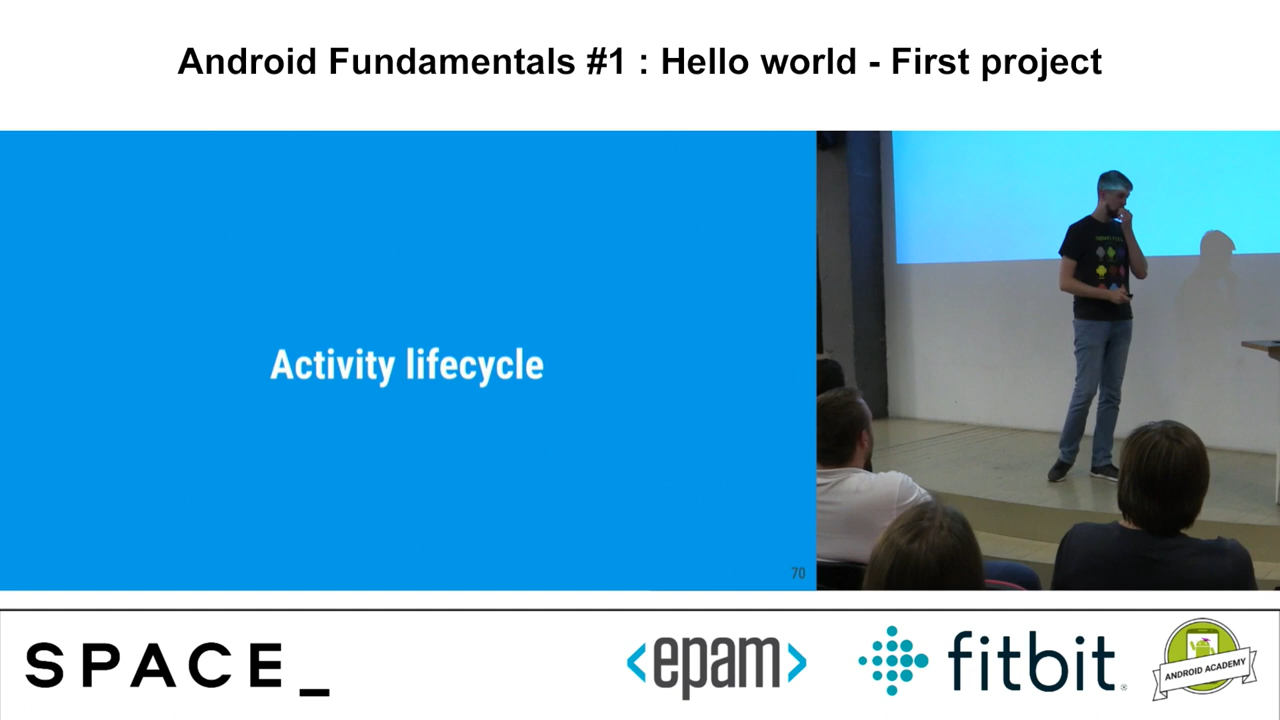 Android Fundamentals #1 : Hello world - First project
Activity lifecycle
70
SPACE_
<epam>
fitbit®
ANDROID ACADEMY